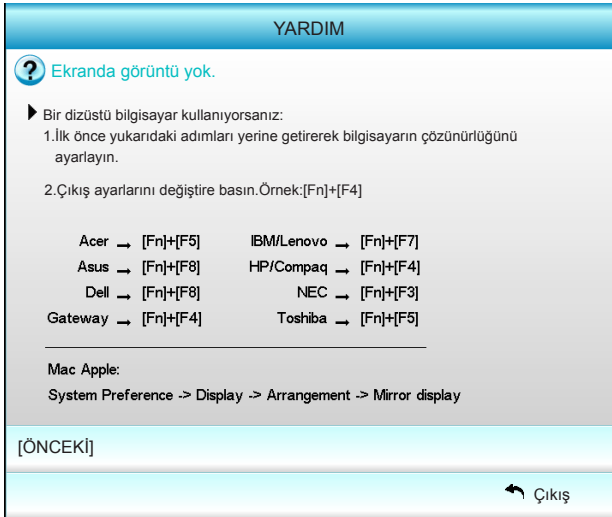 YARDIM
? Ekranda görüntü yok.
Bir dizüstü bilgisayar kullanıyorsanız:
1.İlk önce yukarıdaki adımları yerine getirerek bilgisayarın çözünürlüğünü
ayarlayın.
2.Çıkış ayarlarını değiştire basın.Örnek:[Fn]+[F4]
Acer → [Fn]+[F5] IBM/Lenovo → [Fn]+[F7]
Asus → [Fn]+[F8] HP/Compaq → [Fn]+[F4]
Dell → [Fn]+[F8] NEC → [Fn]+[F3]
Gateway → [Fn]+[F4] Toshiba → [Fn]+[F5]
Mac Apple:
System Preference -> Display -> Arrangement -> Mirror display
[ÖNCEKİ]
Çıkış